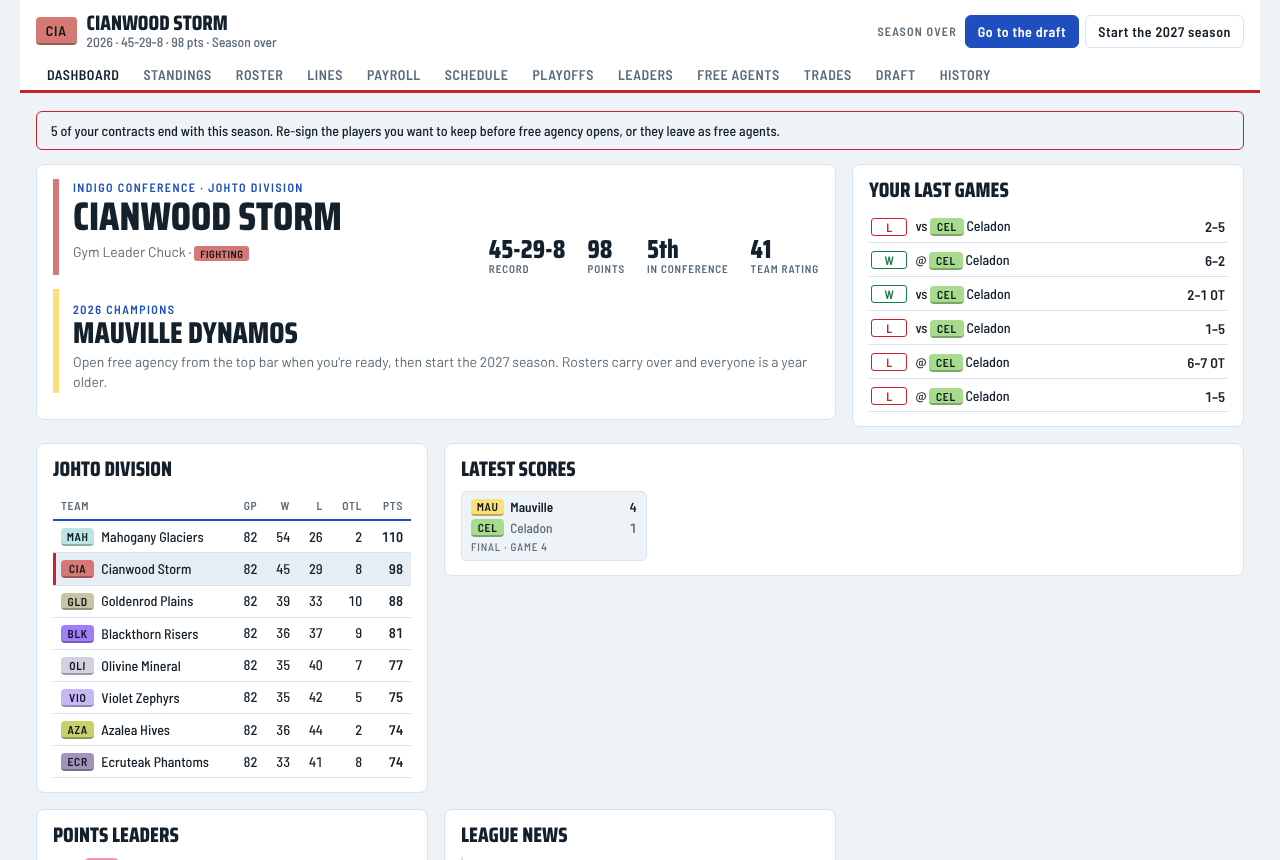 CIA
CIANWOOD STORM
2026 · 45-29-8 · 98 pts · Season over
SEASON OVER
Go to the draft
Start the 2027 season
DASHBOARD STANDINGS ROSTER LINES PAYROLL SCHEDULE PLAYOFFS LEADERS FREE AGENTS TRADES DRAFT HISTORY
5 of your contracts end with this season. Re-sign the players you want to keep before free agency opens, or they leave as free agents.
INDIGO CONFERENCE · JOHTO DIVISION
CIANWOOD STORM
Gym Leader Chuck · FIGHTING
45-29-8 RECORD
98 POINTS
5th IN CONFERENCE
41 TEAM RATING
2026 CHAMPIONS
MAUVILLE DYNAMOS
Open free agency from the top bar when you're ready, then start the 2027 season. Rosters carry over and everyone is a year
older.
YOUR LAST GAMES
L vs CEL Celadon 2–5
W @ CEL Celadon 6–2
W vs CEL Celadon 2–1 OT
L vs CEL Celadon 1–5
L @ CEL Celadon 6–7 OT
L @ CEL Celadon 1–5
JOHTO DIVISION
TEAM GP W L OTL PTS
MAH Mahogany Glaciers 82 54 26 2 110
CIA Cianwood Storm 82 45 29 8 98
GLD Goldenrod Plains 82 39 33 10 88
BLK Blackthorn Risers 82 36 37 9 81
OLI Olivine Mineral 82 35 40 7 77
VIO Violet Zephyrs 82 35 42 5 75
AZA Azalea Hives 82 36 44 2 74
ECR Ecruteak Phantoms 82 33 41 8 74
LATEST SCORES
MAU Mauville 4
CEL Celadon 1
FINAL · GAME 4
POINTS LEADERS
LEAGUE NEWS